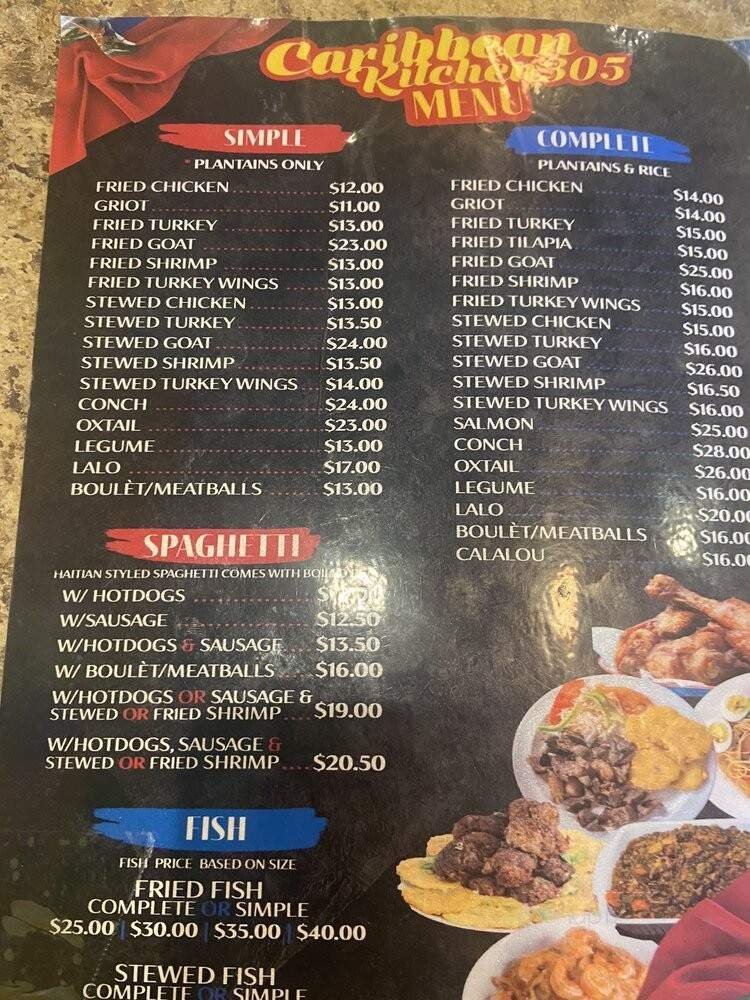 Caribbean
Kitchen 305
MENU
SIMPLE
* PLANTAINS ONLY
FRIED CHICKEN $12.00
GRIOT $11.00
FRIED TURKEY $13.00
FRIED GOAT $23.00
FRIED SHRIMP $13.00
FRIED TURKEY WINGS $13.00
STEWED CHICKEN $13.00
STEWED TURKEY $13.50
STEWED GOAT $24.00
STEWED SHRIMP $13.50
STEWED TURKEY WINGS $14.00
CONCH $24.00
OXTAIL $23.00
LEGUME $13.00
LALO $17.00
BOULÈT/MEATBALLS $13.00
SPAGHETTI
HAITIAN STYLED SPAGHETTI COMES WITH
W/ HOTDOGS
W/SAUSAGE $12.50
W/HOTDOGS & SAUSAGE $13.50
W/ BOULÈT/MEATBALLS $16.00
W/HOTDOGS OR SAUSAGE &
STEWED OR FRIED SHRIMP $19.00
W/HOTDOGS, SAUSAGE &
STEWED OR FRIED SHRIMP $20.50
FISH
FISH PRICE BASED ON SIZE
FRIED FISH
COMPLETE OR SIMPLE
$25.00 | $30.00 | $35.00 | $40.00
STEWED FISH
COMPLETE OR SIMPLE
COMPLETE
PLANTAINS & RICE
FRIED CHICKEN $14.00
GRIOT $14.00
FRIED TURKEY $15.00
FRIED TILAPIA $15.00
FRIED GOAT $25.00
FRIED SHRIMP $16.00
FRIED TURKEY WINGS $15.00
STEWED CHICKEN $15.00
STEWED TURKEY $16.00
STEWED GOAT $26.00
STEWED SHRIMP $16.50
STEWED TURKEY WINGS $16.00
SALMON $25.00
CONCH $28.00
OXTAIL $26.00
LEGUME $16.00
LALO $20.00
BOULÈT/MEATBALLS $16.00
CALALOU $16.0